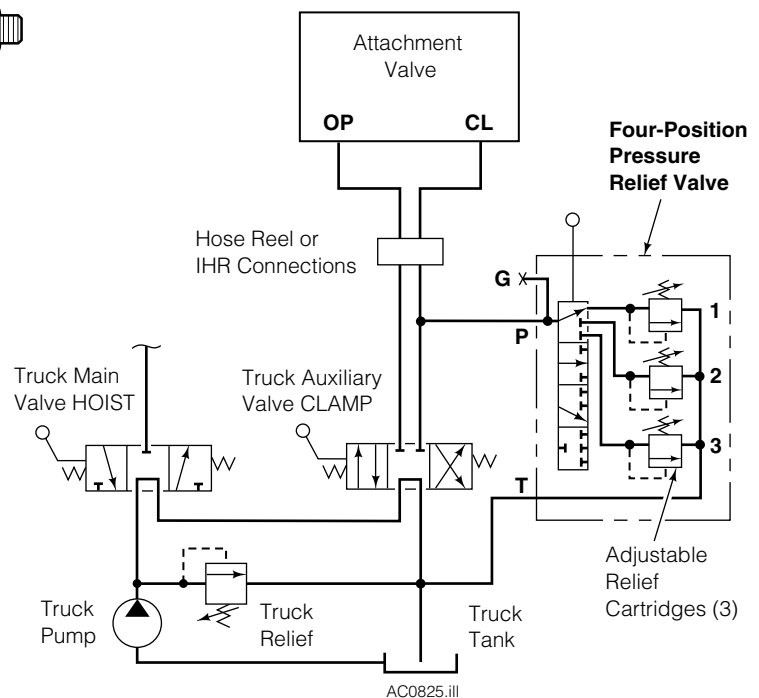 Attachment
Valve
OP
CL
Four-Position
Pressure
Relief Valve
Hose Reel or
IHR Connections
G
P
1
2
3
Truck Main
Valve HOIST
Truck Auxiliary
Valve CLAMP
T
Adjustable
Relief
Cartridges (3)
Truck
Pump
Truck
Relief
Truck
Tank
AC0825.ill